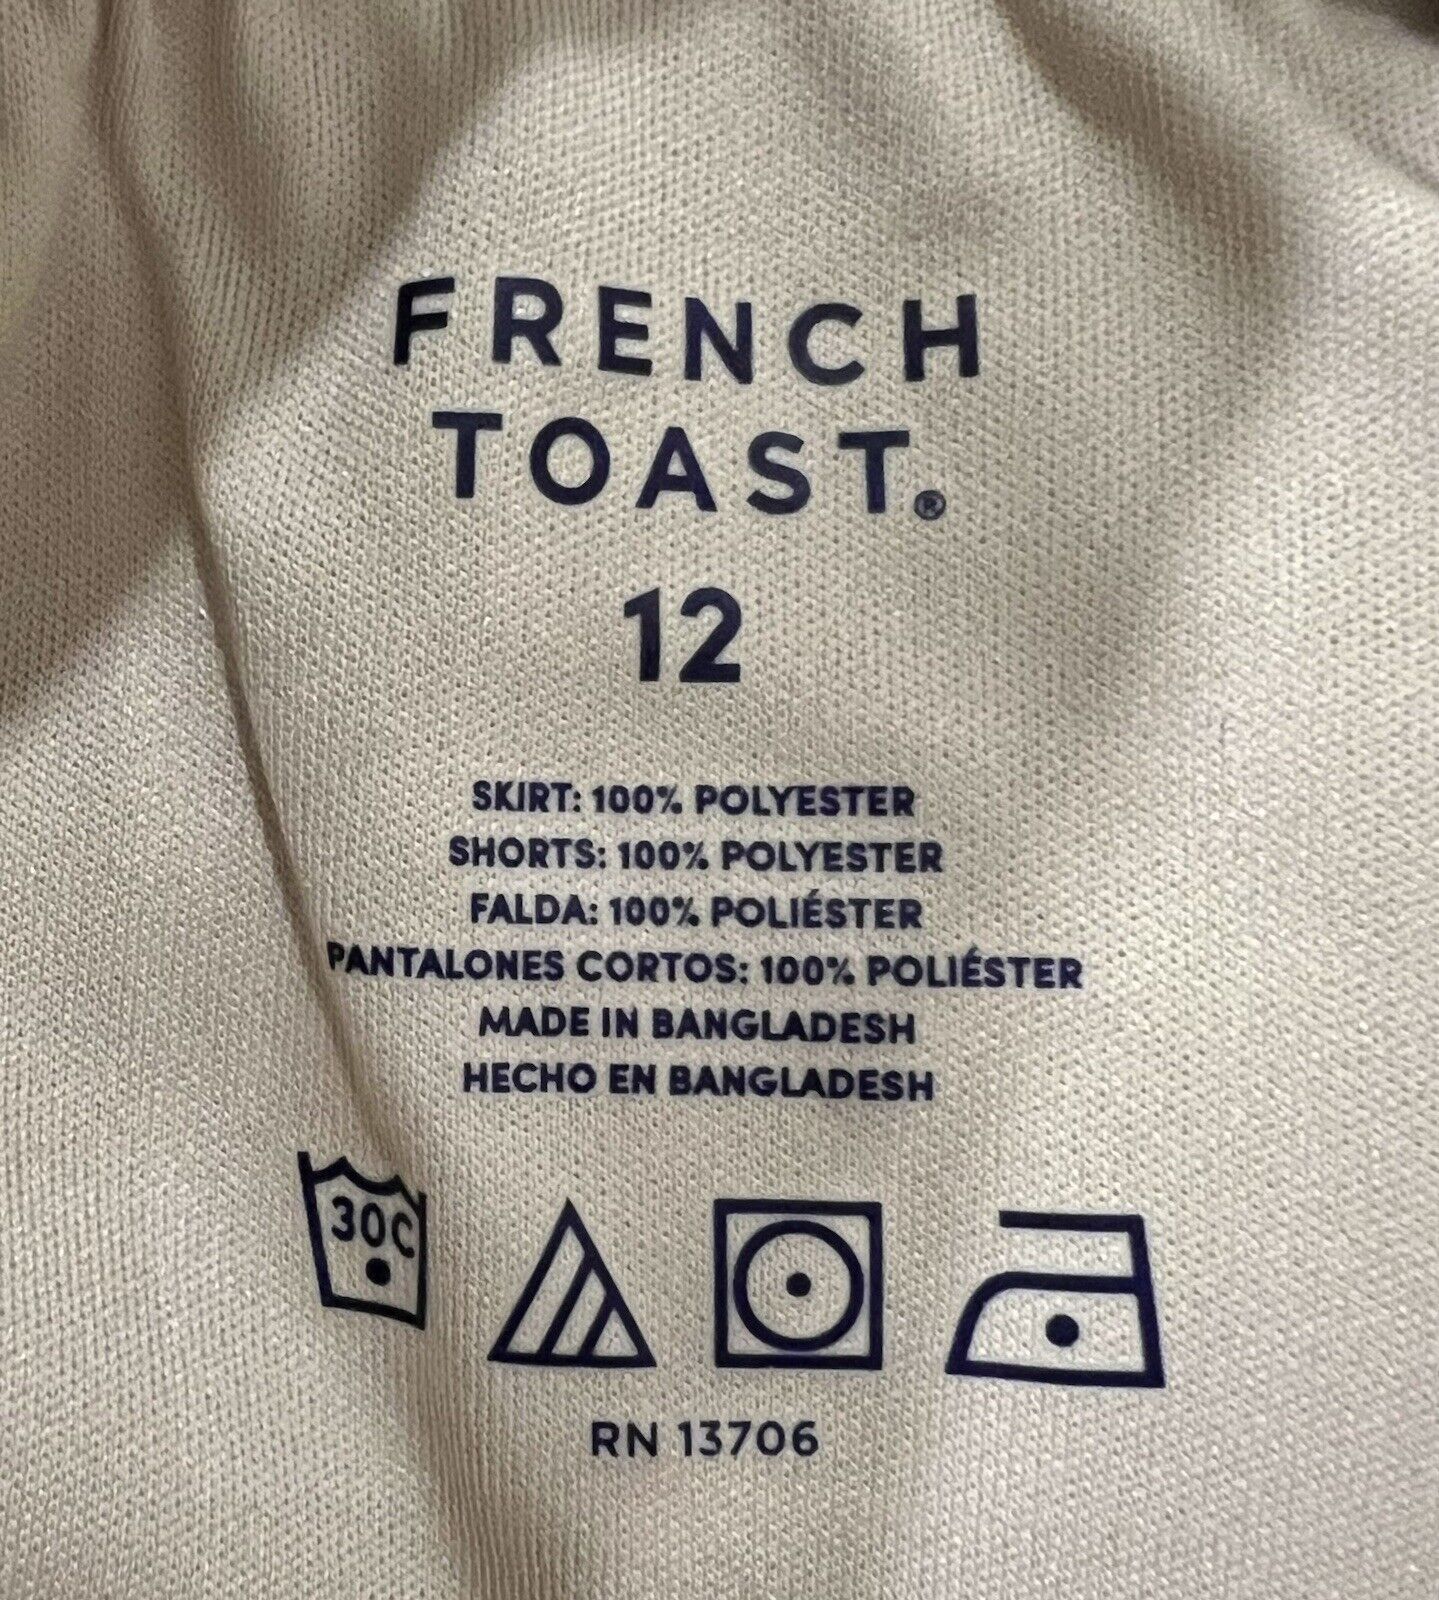 FRENCH
TOAST.®
12
SKIRT: 100% POLYESTER
SHORTS: 100% POLYESTER
FALDA: 100% POLIÉSTER
PANTALONES CORTOS: 100% POLIÉSTER
MADE IN BANGLADESH
HECHO EN BANGLADESH
30C
RN 13706